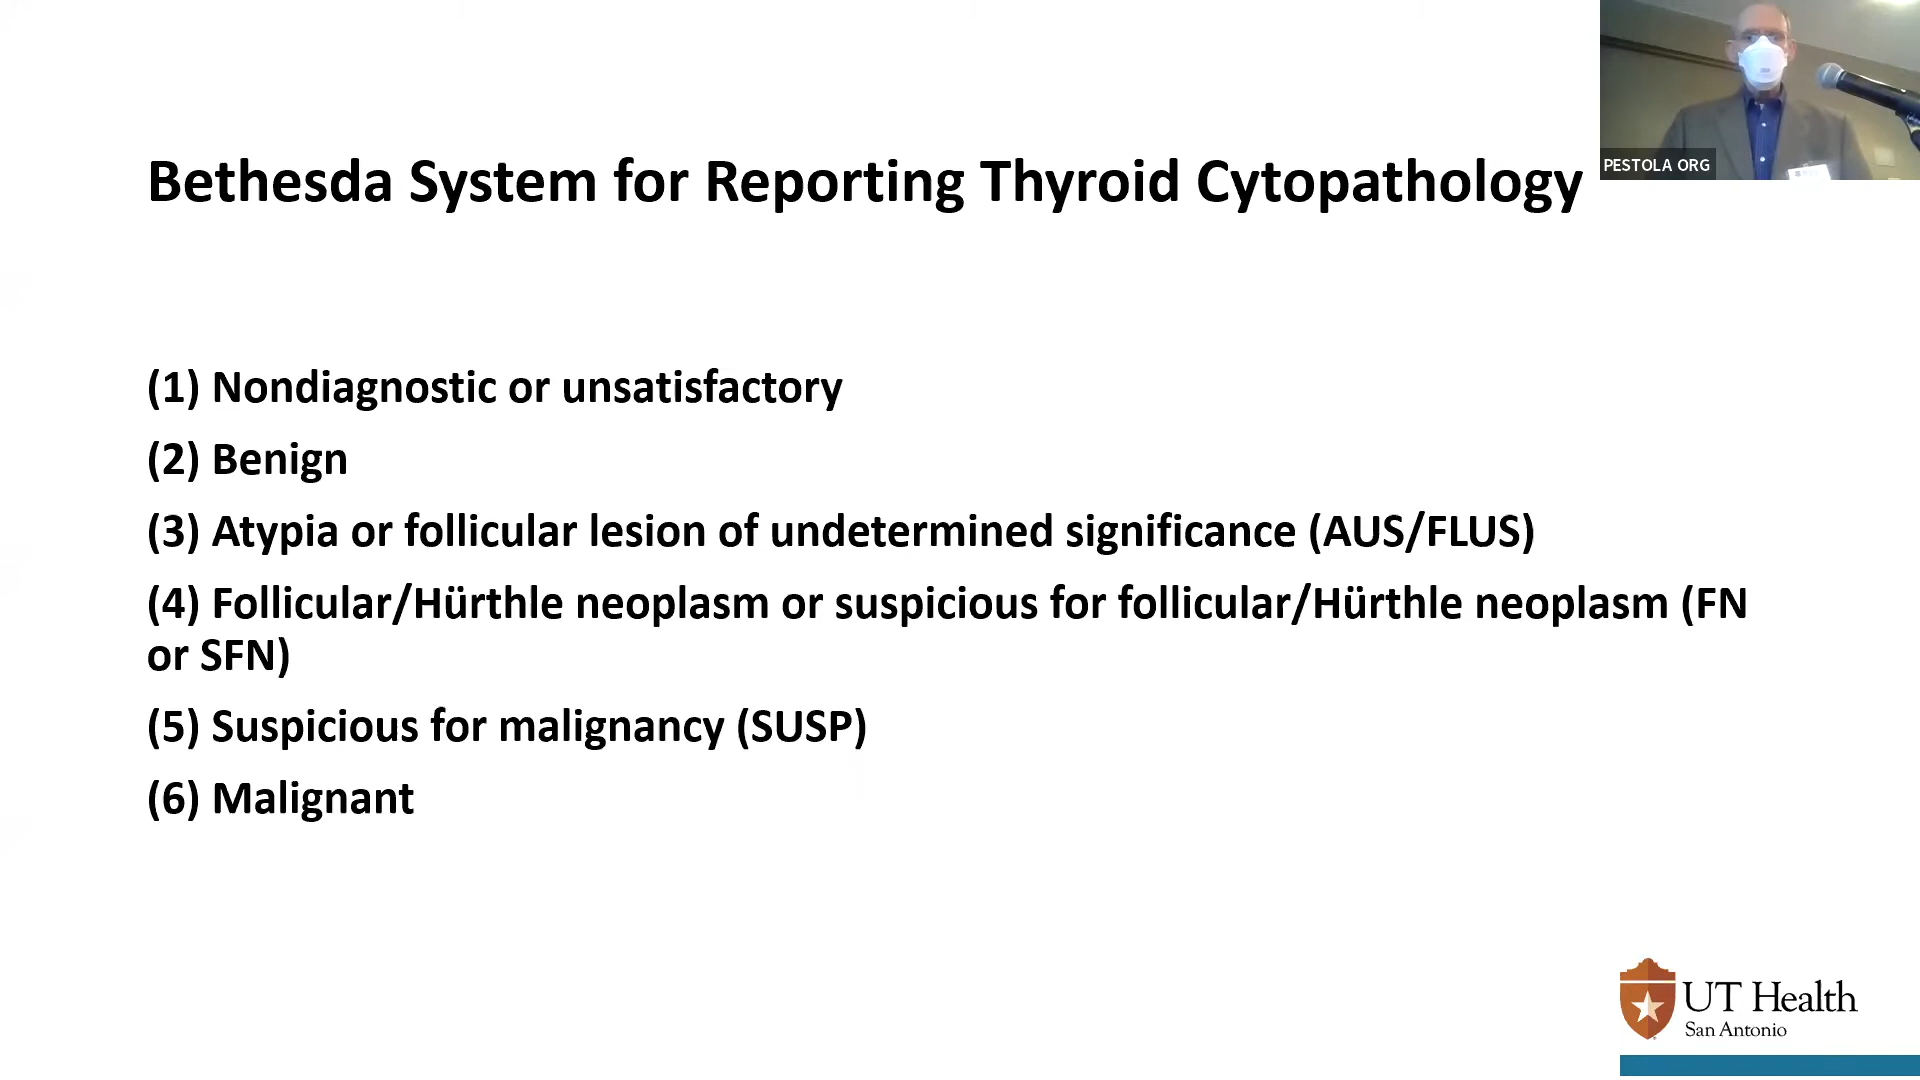 PESTOLA ORG
Bethesda System for Reporting Thyroid Cytopathology
(1) Nondiagnostic or unsatisfactory
(2) Benign
(3) Atypia or follicular lesion of undetermined significance (AUS/FLUS)
(4) Follicular/Hürthle neoplasm or suspicious for follicular/Hürthle neoplasm (FN
or SFN)
(5) Suspicious for malignancy (SUSP)
(6) Malignant
UT Health
San Antonio